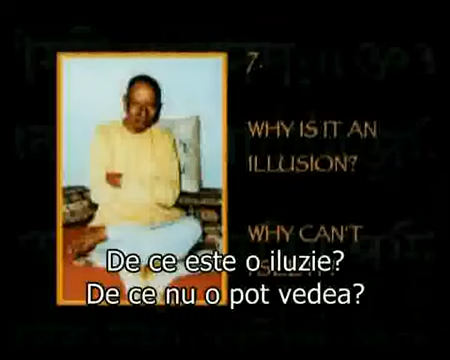 7.
WHY IS IT AN
ILLUSION?
WHY CAN'T
De ce este o iluzie?
De ce nu o pot vedea?